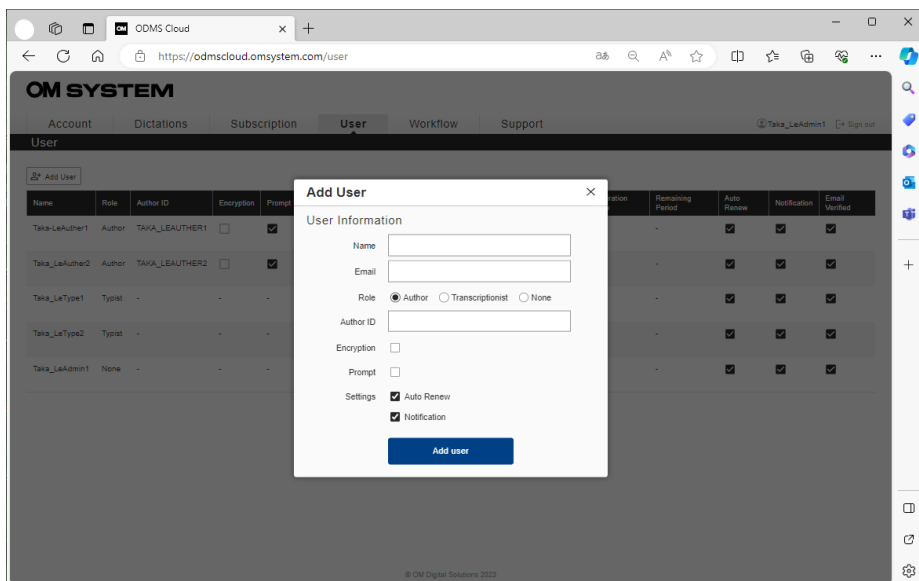 OM ODMS Cloud
https://odmscloud.omsystem.com/user
OM SYSTEM
Account Dictations Subscription User Workflow Support Taka_LeAdmin1 Sign out
User
Add User
Name Role Author ID Encryption Prompt Remaining Period Auto Renew Notification Email Verified
Taka-LeAuther1 Author TAKA_LEAUTHER1 -
Taka_LeAuther2 Author TAKA_LEAUTHER2 -
Taka_LeType1 Typist - - - -
Taka_LeType2 Typist - - - -
Taka_LeAdmin1 None - - - -
Add User
User Information
Name
Email
Role Author Transcriptionist None
Author ID
Encryption
Prompt
Settings Auto Renew
Notification
Add user
© OM Digital Solutions 2023